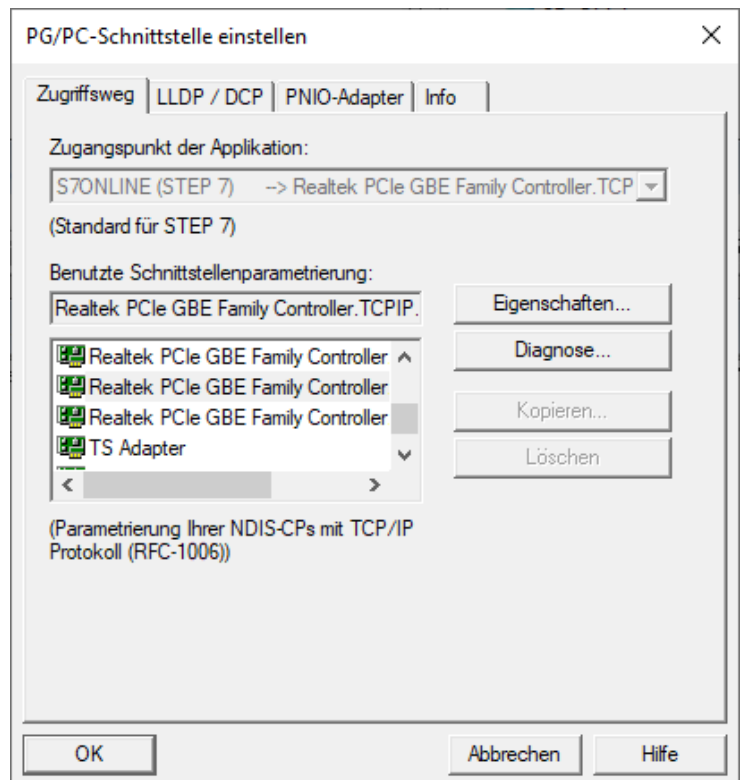 PG/PC-Schnittstelle einstellen
Zugriffsweg LLDP / DCP PNIO-Adapter Info
Zugangspunkt der Applikation:
S7ONLINE (STEP 7) --> Realtek PCIe GBE Family Controller.TCP
(Standard für STEP 7)
Benutzte Schnittstellenparametrierung:
Realtek PCIe GBE Family Controller.TCPIP.
Eigenschaften...
Realtek PCIe GBE Family Controller
Diagnose...
Realtek PCIe GBE Family Controller
Realtek PCIe GBE Family Controller
Kopieren...
TS Adapter
Löschen
(Parametrierung Ihrer NDIS-CPs mit TCP/IP
Protokoll (RFC-1006))
OK Abbrechen Hilfe